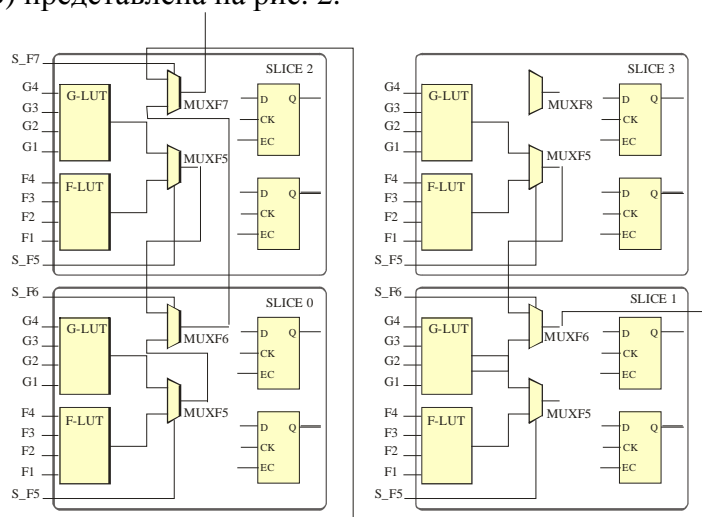 ) представлена на рис. 2.
SLICE 2
S_F7
G4
G3
G2
G1
G-LUT
MUXF7
D
Q
CK
EC
F4
F3
F2
F1
F-LUT
MUXF5
D
Q
CK
EC
S_F5
SLICE 3
G4
G3
G2
G1
G-LUT
MUXF8
D
Q
CK
EC
F4
F3
F2
F1
F-LUT
MUXF5
D
Q
CK
EC
S_F5
SLICE 0
S_F6
G4
G3
G2
G1
G-LUT
MUXF6
D
Q
CK
EC
F4
F3
F2
F1
F-LUT
MUXF5
D
Q
CK
EC
S_F5
SLICE 1
S_F6
G4
G3
G2
G1
G-LUT
MUXF6
D
Q
CK
EC
F4
F3
F2
F1
F-LUT
MUXF5
D
Q
CK
EC
S_F5